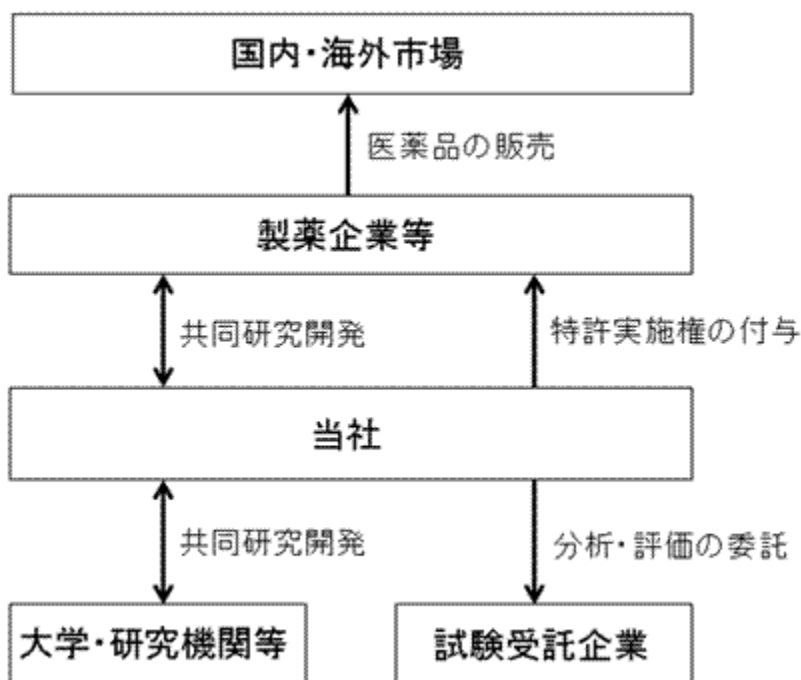 国内・海外市場
医薬品の販売
製薬企業等
共同研究開発
特許実施権の付与
当社
共同研究開発
分析・評価の委託
大学・研究機関等
試験受託企業